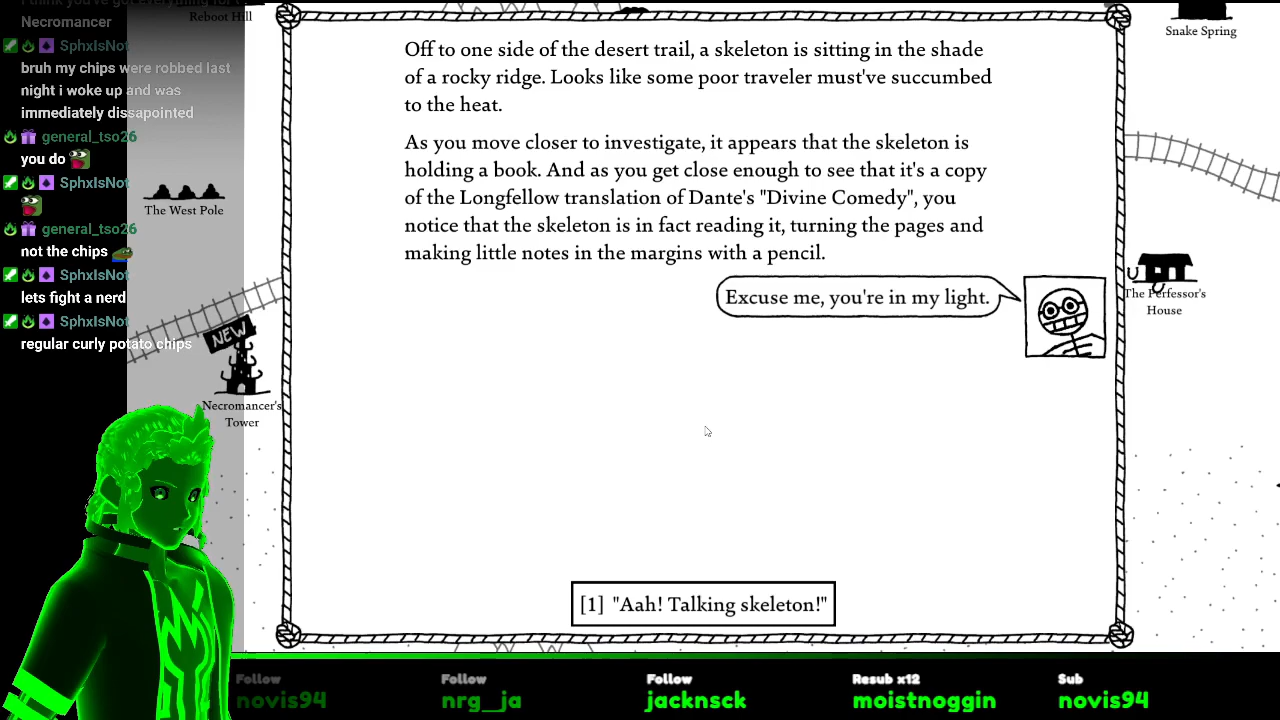 Reboot Hill
SphxIsNot
bruh my chips were robbed last
night i woke up and was
immediately dissapointed
general_tso26
you do
SphxIsNot
general_tso26
not the chips
SphxIsNot
lets fight a nerd
SphxIsNot
regular curly potato chips
Necromancer
The West Pole
NEW
Necromancer's
Tower
Off to one side of the desert trail, a skeleton is sitting in the shade
of a rocky ridge. Looks like some poor traveler must've succumbed
to the heat.
As you move closer to investigate, it appears that the skeleton is
holding a book. And as you get close enough to see that it's a copy
of the Longfellow translation of Dante's "Divine Comedy", you
notice that the skeleton is in fact reading it, turning the pages and
making little notes in the margins with a pencil.
Excuse me, you're in my light.
[1] "Aah! Talking skeleton!"
Snake Spring
The Perfessor's
House
Follow
novis94
Follow
nrg_ja
Follow
jacknsck
Resub x12
moistnoggin
Sub
novis94